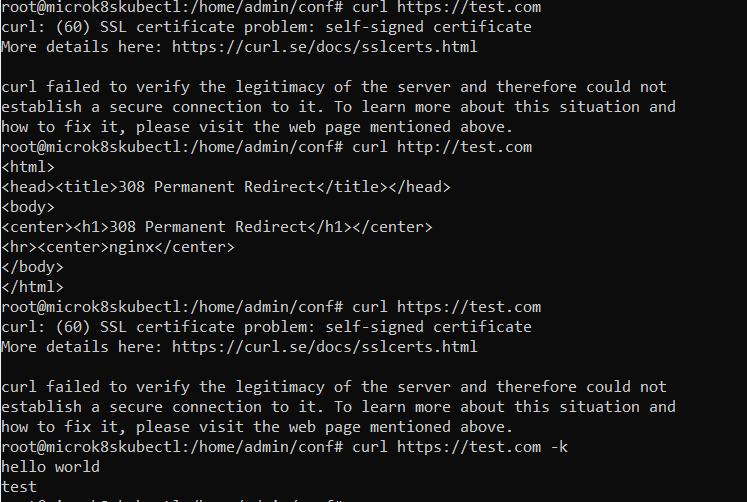 root@microk8skubectl:/home/admin/conf# curl https://test.com
curl: (60) SSL certificate problem: self-signed certificate
More details here: https://curl.se/docs/sslcerts.html

curl failed to verify the legitimacy of the server and therefore could not
establish a secure connection to it. To learn more about this situation and
how to fix it, please visit the web page mentioned above.
root@microk8skubectl:/home/admin/conf# curl http://test.com
<html>
<head><title>308 Permanent Redirect</title></head>
<body>
<center><h1>308 Permanent Redirect</h1></center>
<hr><center>nginx</center>
</body>
</html>
root@microk8skubectl:/home/admin/conf# curl https://test.com
curl: (60) SSL certificate problem: self-signed certificate
More details here: https://curl.se/docs/sslcerts.html

curl failed to verify the legitimacy of the server and therefore could not
establish a secure connection to it. To learn more about this situation and
how to fix it, please visit the web page mentioned above.
root@microk8skubectl:/home/admin/conf# curl https://test.com -k
hello world
test